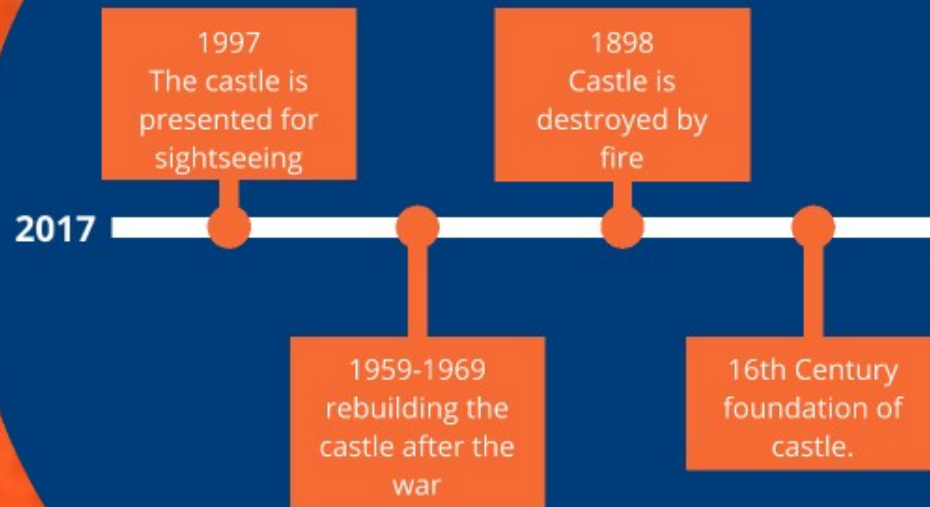 1997
The castle is
presented for
sightseeing
1898
Castle is
destroyed by
fire
2017
1959-1969
rebuilding the
castle after the
war
16th Century
foundation of
castle.